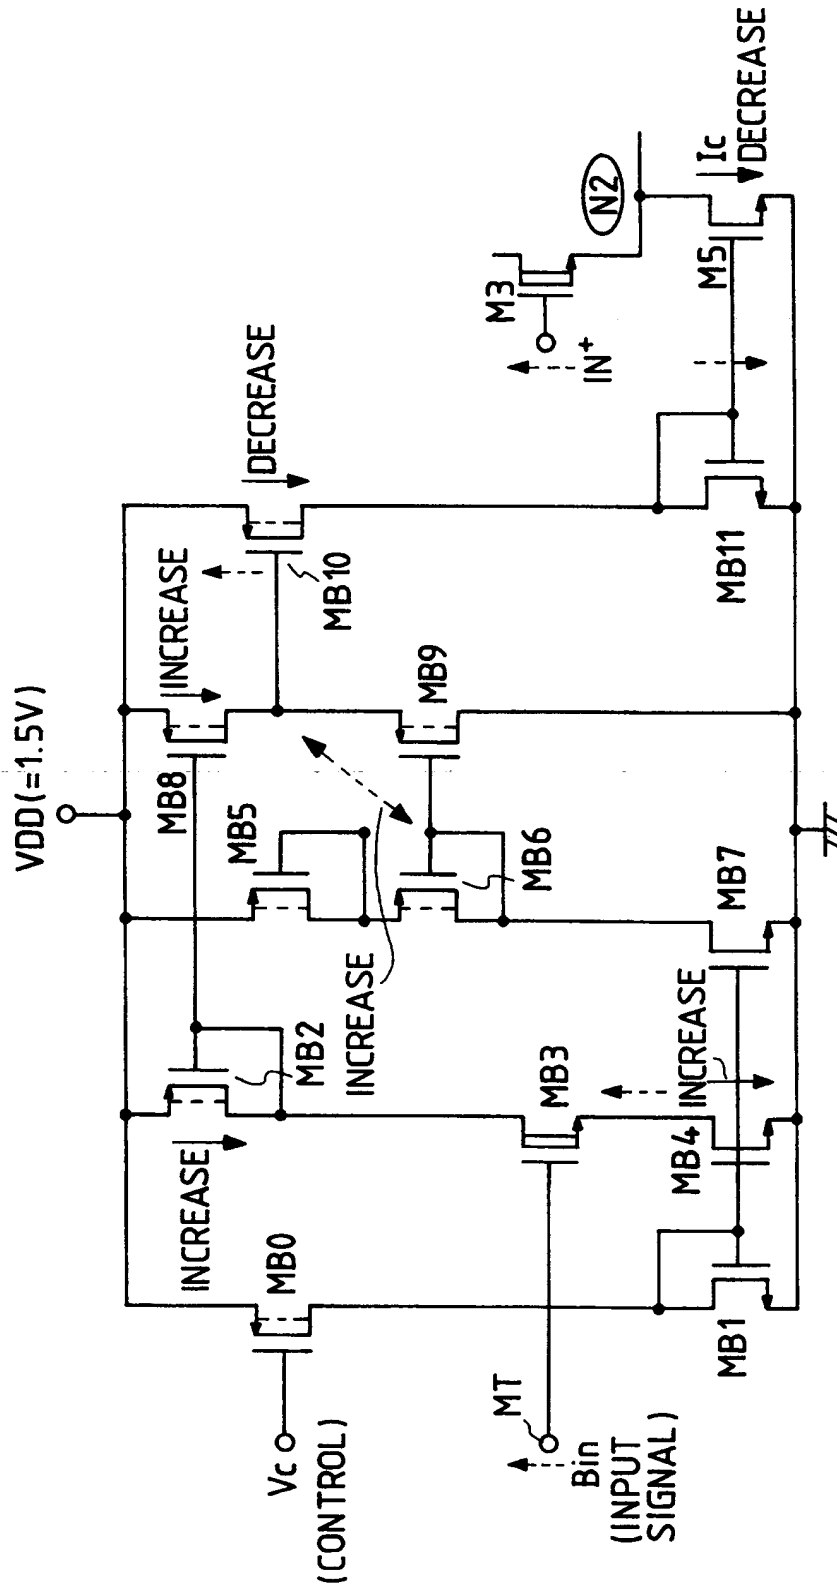 VDD(=1.5V)
Vc
(CONTROL)
MB0
INCREASE
MB2
MB8
INCREASE
MB10
DECREASE
MB5
INCREASE
MB6
MB9
MT
Bin
(INPUT
SIGNAL)
MB3
M3
IN+
N2
MB1
MB4
INCREASE
MB7
MB11
M5
Ic
DECREASE